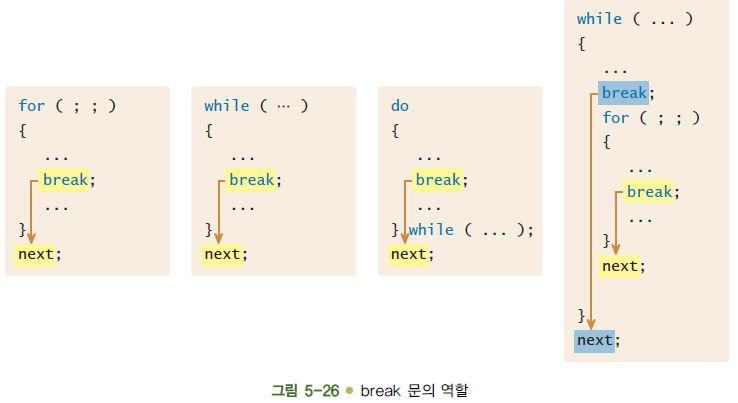 for ( ; ; )
{
...
break;
...
}
next;
while ( … )
{
...
break;
...
}
next;
do
{
...
break;
...
} while ( ... );
next;
while ( ... )
{
...
break;
for ( ; ; )
{
...
break;
...
}
next;
}
next;
그림 5-26 ● break 문의 역할